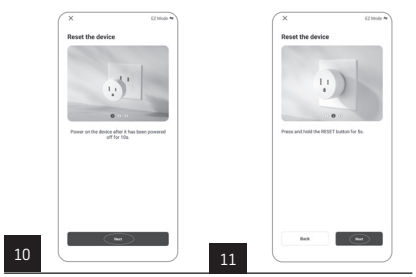 EZ Mode
Reset the device
Power on the device after it has been powered
off for 10s.
Next
10
EZ Mode
Reset the device
Press and hold the RESET button for 5s.
Back
Next
11